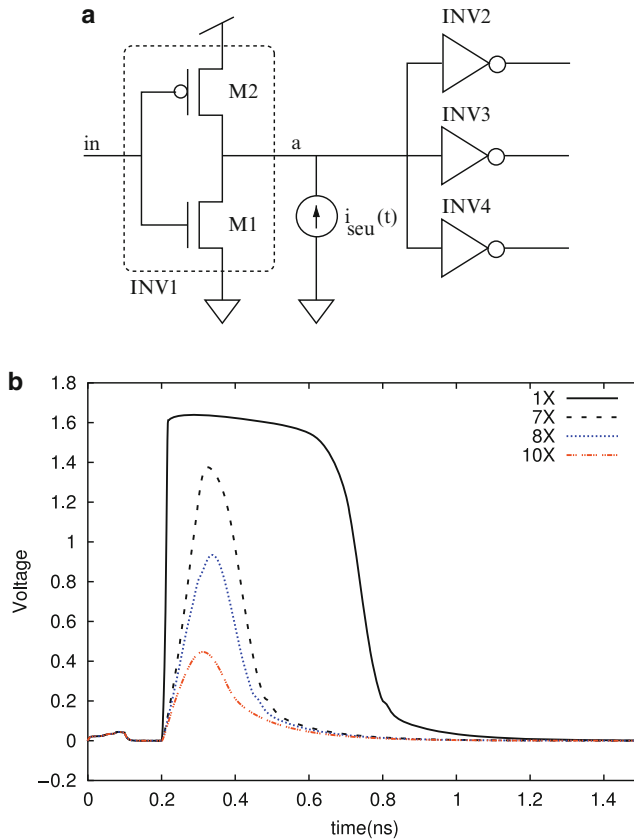 a
INV2
M2
in
a
INV3
M1
i
seu
(t)
INV4
INV1
b
1.8
1.6
1.4
1.2
1
0.8
0.6
0.4
0.2
0
−0.2
Voltage
1X
7X
8X
10X
0
0.2
0.4
0.6
0.8
1
1.2
1.4
time(ns)